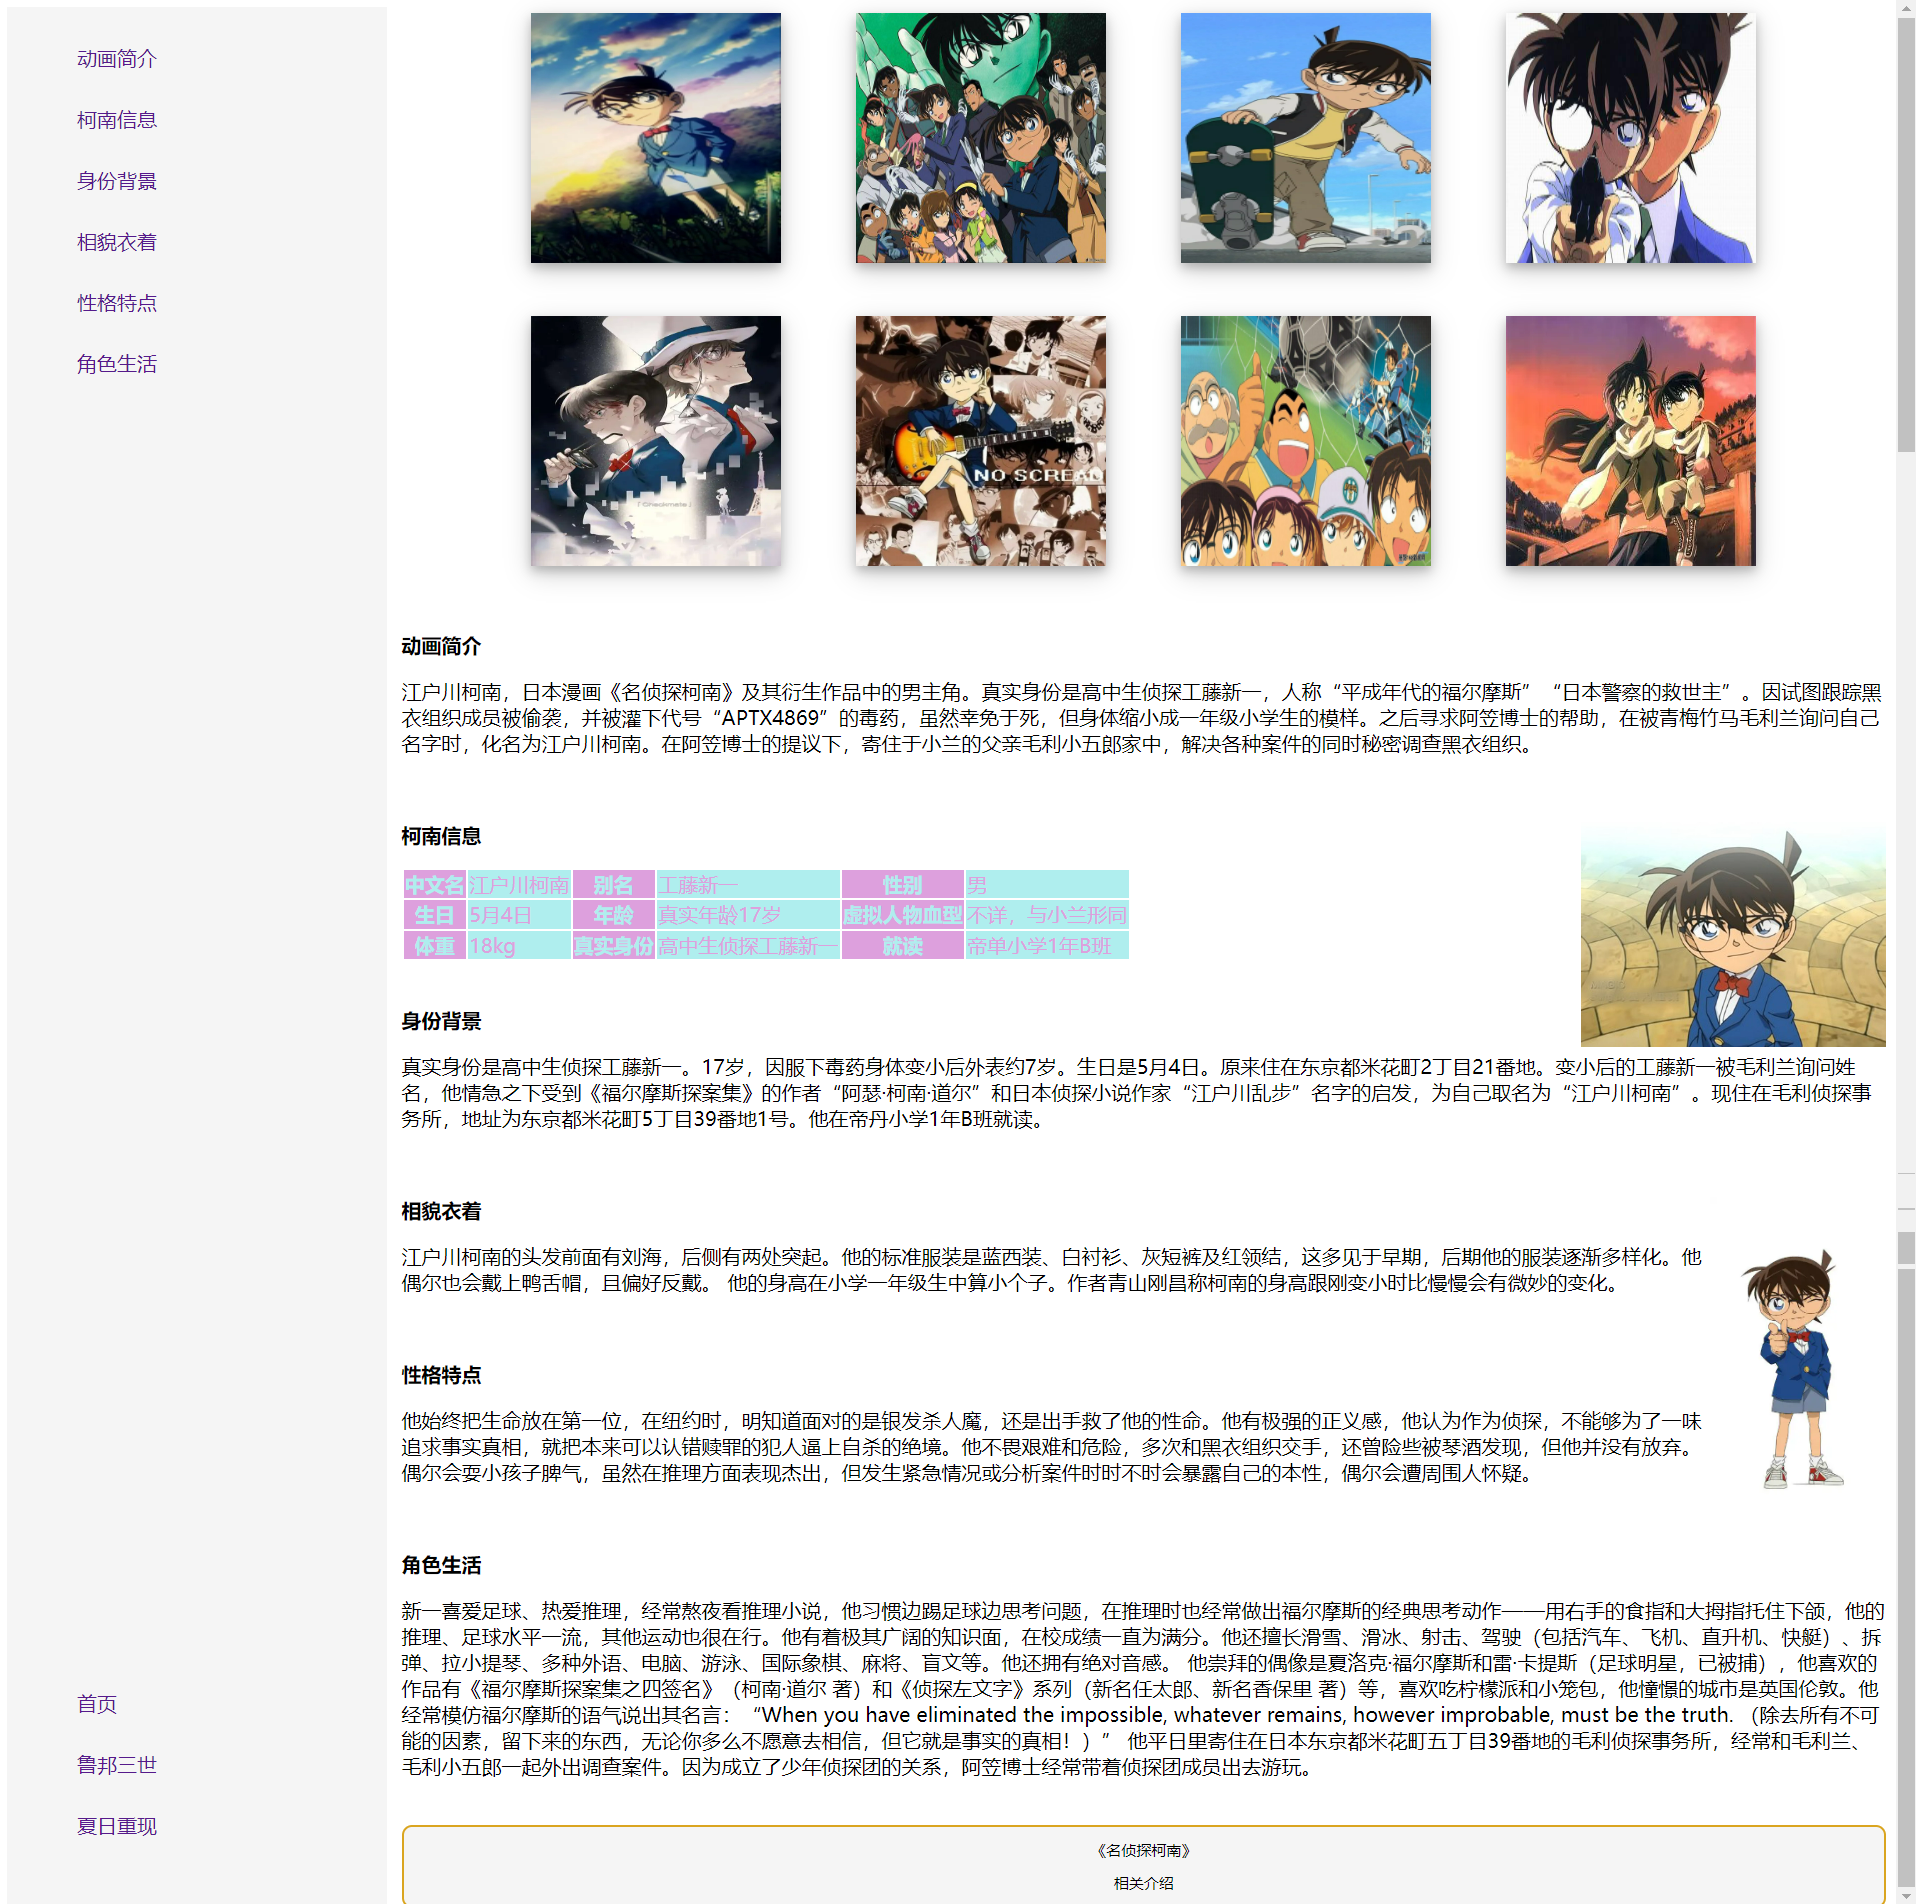 动画简介
柯南信息
身份背景
相貌衣着
性格特点
角色生活
首页
鲁邦三世
夏日重现
「Checkmate」
NO SCREAM
动画简介
江户川柯南，日本漫画《名侦探柯南》及其衍生作品中的男主角。真实身份是高中生侦探工藤新一，人称“平成年代的福尔摩斯”“日本警察的救世主”。因试图跟踪黑
衣组织成员被偷袭，并被灌下代号“APTX4869”的毒药，虽然幸免于死，但身体缩小成一年级小学生的模样。之后寻求阿笠博士的帮助，在被青梅竹马毛利兰询问自己
名字时，化名为江户川柯南。在阿笠博士的提议下，寄住于小兰的父亲毛利小五郎家中，解决各种案件的同时秘密调查黑衣组织。
柯南信息
中文名 江户川柯南 别名 工藤新一 性别 男
生日 5月4日 年龄 真实年龄17岁 虚拟人物血型 不详，与小兰形同
体重 18kg 真实身份 高中生侦探工藤新一 就读 帝单小学1年B班
身份背景
真实身份是高中生侦探工藤新一。17岁，因服下毒药身体变小后外表约7岁。生日是5月4日。原来住在东京都米花町2丁目21番地。变小后的工藤新一被毛利兰询问姓
名，他情急之下受到《福尔摩斯探案集》的作者“阿瑟·柯南·道尔”和日本侦探小说作家“江户川乱步”名字的启发，为自己取名为“江户川柯南”。现住在毛利侦探事
务所，地址为东京都米花町5丁目39番地1号。他在帝丹小学1年B班就读。
相貌衣着
江户川柯南的头发前面有刘海，后侧有两处突起。他的标准服装是蓝西装、白衬衫、灰短裤及红领结，这多见于早期，后期他的服装逐渐多样化。他
偶尔也会戴上鸭舌帽，且偏好反戴。 他的身高在小学一年级生中算小个子。作者青山刚昌称柯南的身高跟刚变小时比慢慢会有微妙的变化。
性格特点
他始终把生命放在第一位，在纽约时，明知道面对的是银发杀人魔，还是出手救了他的性命。他有极强的正义感，他认为作为侦探，不能够为了一味
追求事实真相，就把本来可以认错赎罪的犯人逼上自杀的绝境。他不畏艰难和危险，多次和黑衣组织交手，还曾险些被琴酒发现，但他并没有放弃。
偶尔会耍小孩子脾气，虽然在推理方面表现杰出，但发生紧急情况或分析案件时时不时会暴露自己的本性，偶尔会遭周围人怀疑。
角色生活
新一喜爱足球、热爱推理，经常熬夜看推理小说，他习惯边踢足球边思考问题，在推理时也经常做出福尔摩斯的经典思考动作——用右手的食指和大拇指托住下颌，他的
推理、足球水平一流，其他运动也很在行。他有着极其广阔的知识面，在校成绩一直为满分。他还擅长滑雪、滑冰、射击、驾驶（包括汽车、飞机、直升机、快艇）、拆
弹、拉小提琴、多种外语、电脑、游泳、国际象棋、麻将、盲文等。他还拥有绝对音感。 他崇拜的偶像是夏洛克·福尔摩斯和雷·卡提斯（足球明星，已被捕），他喜欢的
作品有《福尔摩斯探案集之四签名》（柯南·道尔 著）和《侦探左文字》系列（新名任太郎、新名香保里 著）等，喜欢吃柠檬派和小笼包，他憧憬的城市是英国伦敦。他
经常模仿福尔摩斯的语气说出其名言：“When you have eliminated the impossible, whatever remains, however improbable, must be the truth.（除去所有不可
能的因素，留下来的东西，无论你多么不愿意去相信，但它就是事实的真相！）” 他平日里寄住在日本东京都米花町五丁目39番地的毛利侦探事务所，经常和毛利兰、
毛利小五郎一起外出调查案件。因为成立了少年侦探团的关系，阿笠博士经常带着侦探团成员出去游玩。
《名侦探柯南》
相关介绍